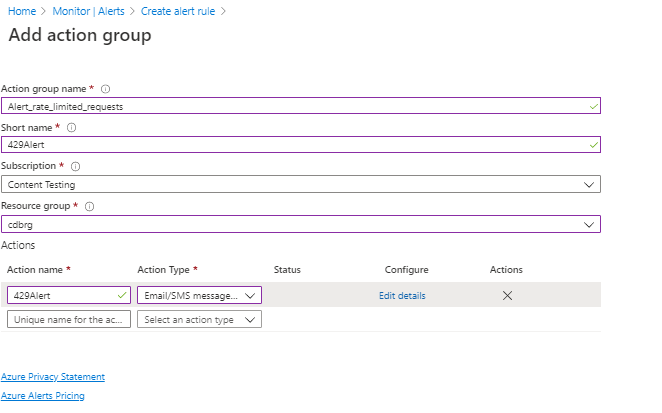 Home > Monitor | Alerts > Create alert rule >
Add action group
Action group name *
Alert_rate_limited_requests
Short name *
429Alert
Subscription *
Content Testing
Resource group *
cdbrg
Actions
Action name * Action Type * Status Configure Actions
429Alert Email/SMS message... Edit details
Unique name for the ac... Select an action type
Azure Privacy Statement
Azure Alerts Pricing